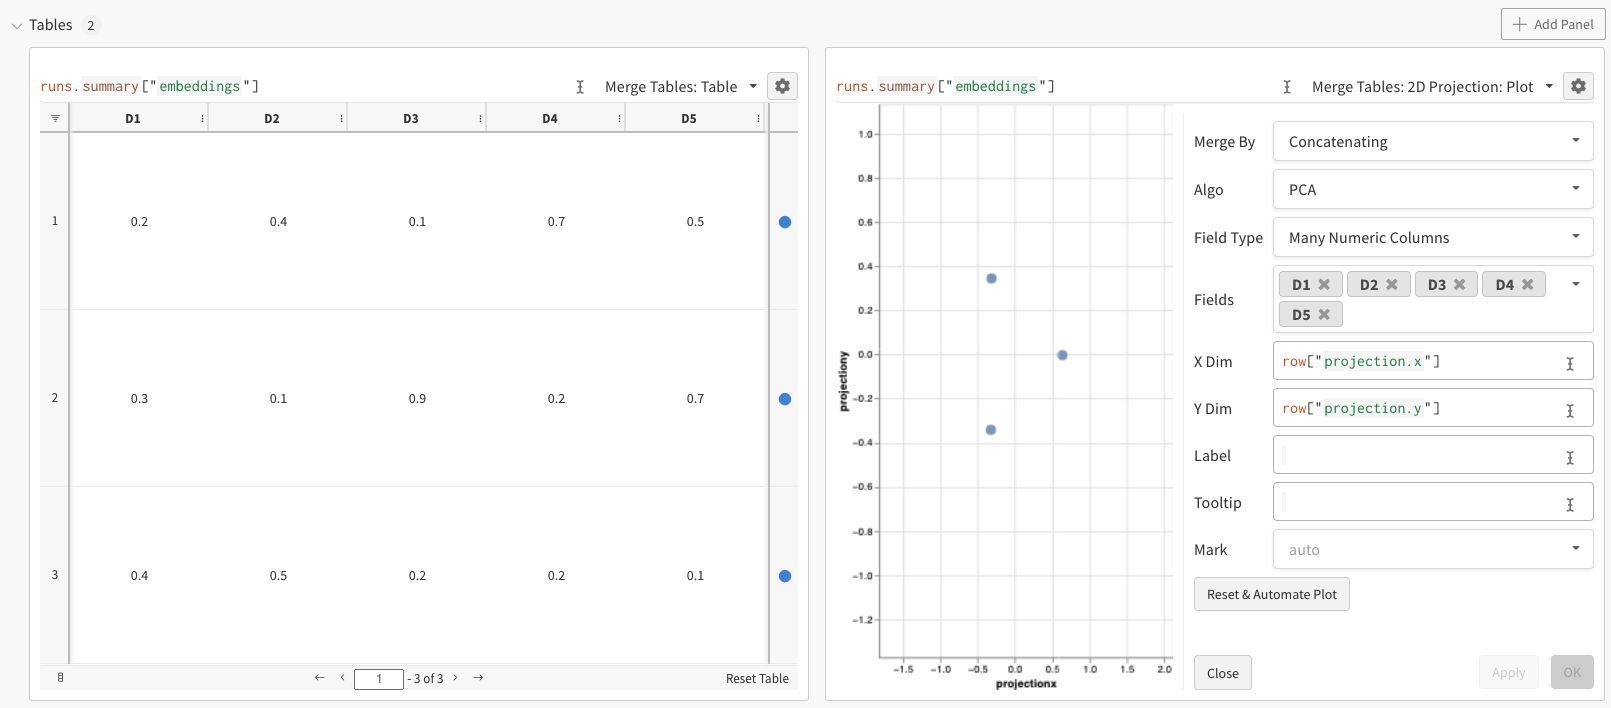 Tables 2
+ Add Panel
runs.summary["embeddings"]
Merge Tables: Table
D1 D2 D3 D4 D5
1 0.2 0.4 0.1 0.7 0.5
2 0.3 0.1 0.9 0.2 0.7
3 0.4 0.5 0.2 0.2 0.1
1 - 3 of 3
Reset Table
runs.summary["embeddings"]
Merge Tables: 2D Projection: Plot
1.0
0.8
0.6
0.4
0.2
0.0
−0.2
−0.4
−0.6
−0.8
−1.0
−1.2
projectiony
−1.5 −1.0 −0.5 0.0 0.5 1.0 1.5 2.0
projectionx
Merge By Concatenating
Algo PCA
Field Type Many Numeric Columns
Fields D1 D2 D3 D4
D5
X Dim row["projection.x"]
Y Dim row["projection.y"]
Label
Tooltip
Mark auto
Reset & Automate Plot
Close Apply OK